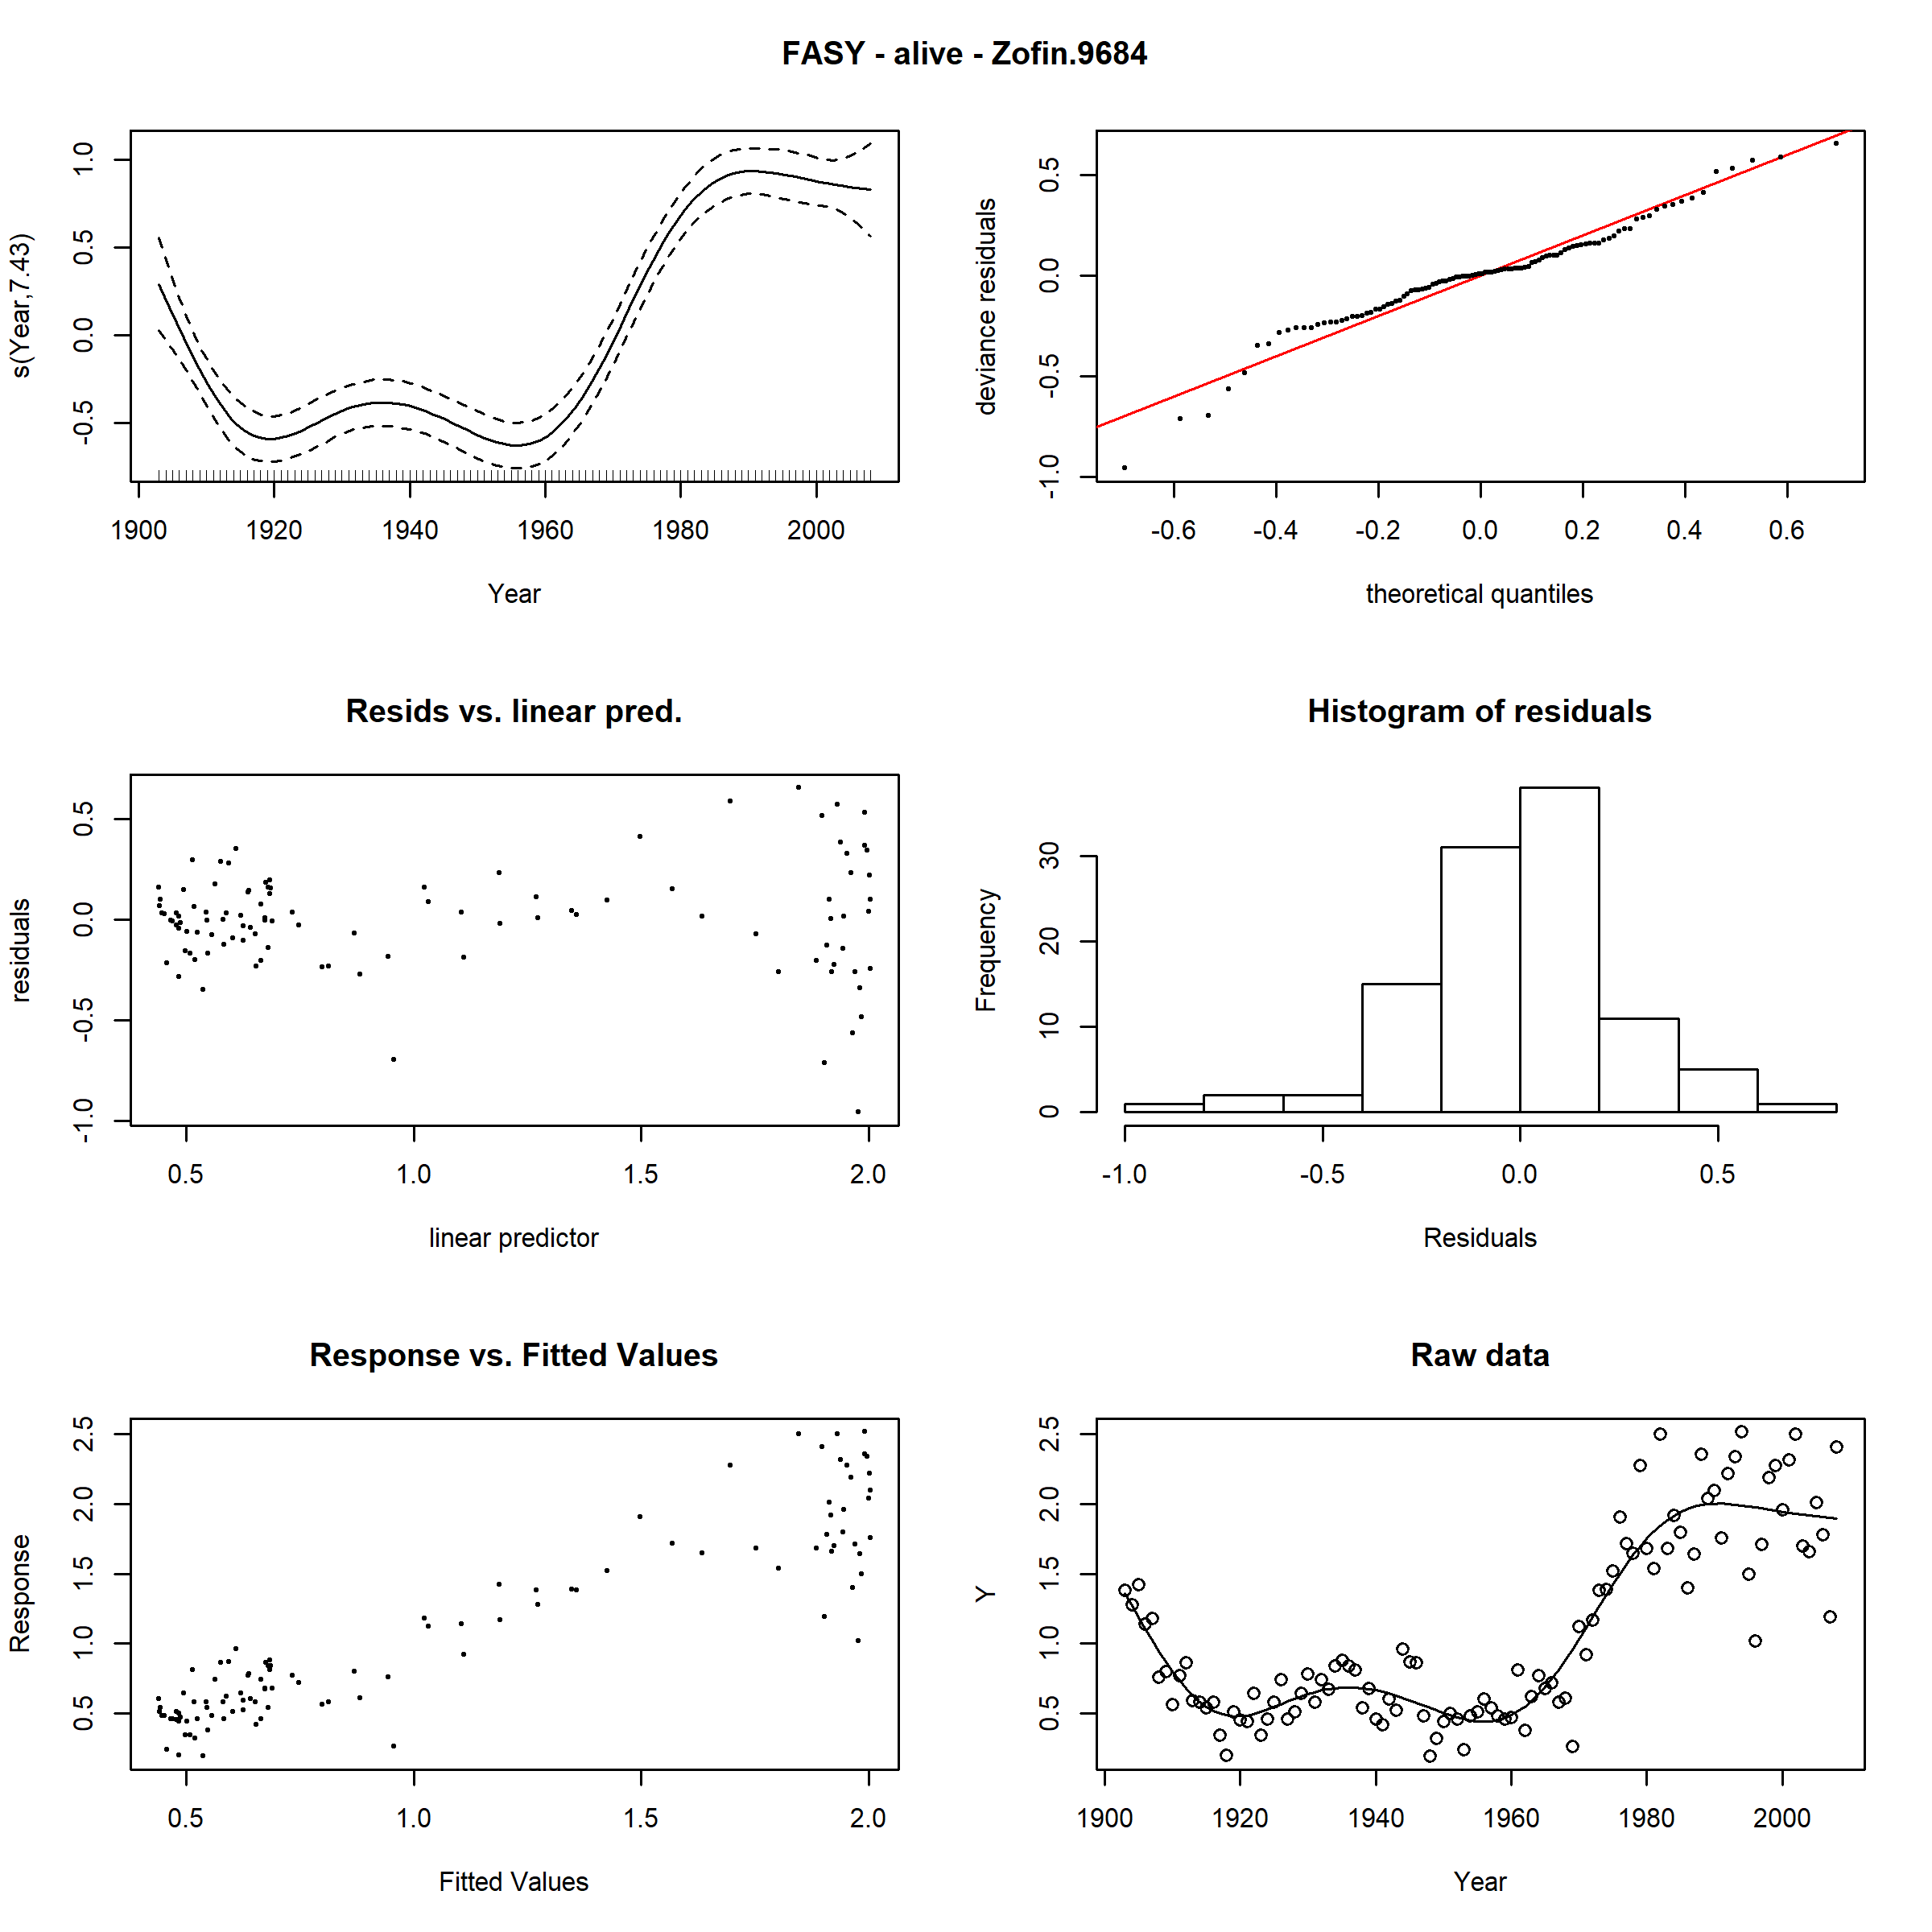 FASY - alive - Zofin.9684
s(Year,7.43)
1.0
0.5
0.0
-0.5
1900 1920 1940 1960 1980 2000
Year
deviance residuals
0.5
0.0
-0.5
-1.0
-0.6 -0.4 -0.2 0.0 0.2 0.4 0.6
theoretical quantiles
Resids vs. linear pred.
residuals
0.5
0.0
-0.5
-1.0
0.5 1.0 1.5 2.0
linear predictor
Histogram of residuals
Frequency
30
20
10
0
-1.0 -0.5 0.0 0.5
Residuals
Response vs. Fitted Values
Response
2.5
2.0
1.5
1.0
0.5
0.5 1.0 1.5 2.0
Fitted Values
Raw data
Y
2.5
2.0
1.5
1.0
0.5
1900 1920 1940 1960 1980 2000
Year